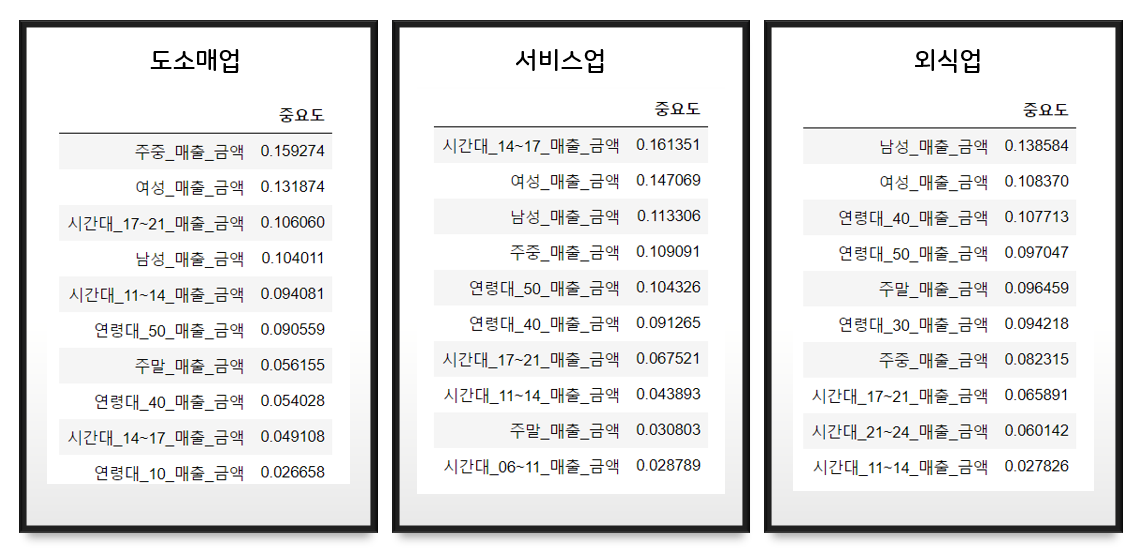 도소매업
중요도
주중_매출_금액 0.159274
여성_매출_금액 0.131874
시간대_17~21_매출_금액 0.106060
남성_매출_금액 0.104011
시간대_11~14_매출_금액 0.094081
연령대_50_매출_금액 0.090559
주말_매출_금액 0.056155
연령대_40_매출_금액 0.054028
시간대_14~17_매출_금액 0.049108
연령대_10_매출_금액 0.026658
서비스업
중요도
시간대_14~17_매출_금액 0.161351
여성_매출_금액 0.147069
남성_매출_금액 0.113306
주중_매출_금액 0.109091
연령대_50_매출_금액 0.104326
연령대_40_매출_금액 0.091265
시간대_17~21_매출_금액 0.067521
시간대_11~14_매출_금액 0.043893
주말_매출_금액 0.030803
시간대_06~11_매출_금액 0.028789
외식업
중요도
남성_매출_금액 0.138584
여성_매출_금액 0.108370
연령대_40_매출_금액 0.107713
연령대_50_매출_금액 0.097047
주말_매출_금액 0.096459
연령대_30_매출_금액 0.094218
주중_매출_금액 0.082315
시간대_17~21_매출_금액 0.065891
시간대_21~24_매출_금액 0.060142
시간대_11~14_매출_금액 0.027826